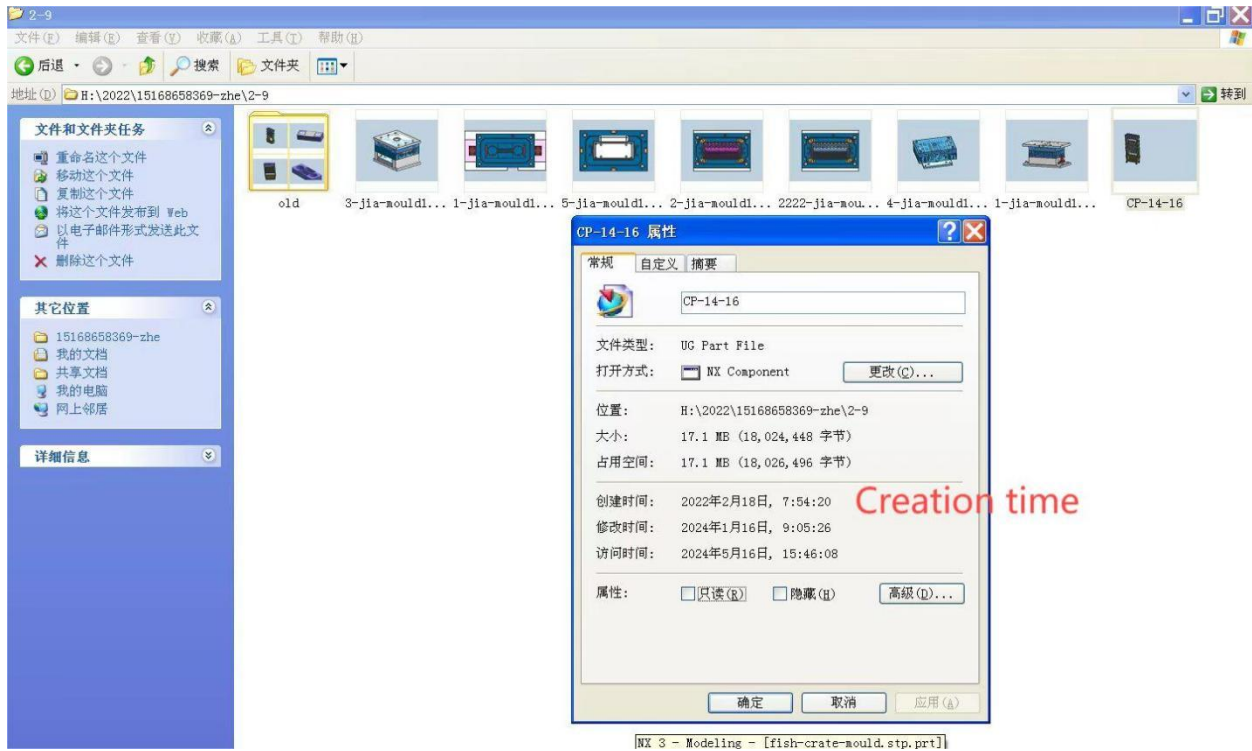 2-9
文件(F) 编辑(E) 查看(V) 收藏(A) 工具(T) 帮助(H)
后退 搜索 文件夹
地址(D) H:\2022\15168658369-zhe\2-9 转到
文件和文件夹任务
重命名这个文件
移动这个文件
复制这个文件
将这个文件发布到 Web
以电子邮件形式发送此文
件
删除这个文件
其它位置
15168658369-zhe
我的文档
共享文档
我的电脑
网上邻居
详细信息
old 3-jia-mould1... 1-jia-mould1... 5-jia-mould1... 2-jia-mould1... 2222-jia-mou... 4-jia-mould1... 1-jia-mould1... CP-14-16
CP-14-16 属性
常规 自定义 摘要
CP-14-16
文件类型: UG Part File
打开方式: NX Component 更改(C)...
位置: H:\2022\15168658369-zhe\2-9
大小: 17.1 MB (18,024,448 字节)
占用空间: 17.1 MB (18,026,496 字节)
创建时间: 2022年2月18日, 7:54:20 Creation time
修改时间: 2024年1月16日, 9:05:26
访问时间: 2024年5月16日, 15:46:08
属性: 只读(R) 隐藏(H) 高级(D)...
确定 取消 应用(A)
NX 3 - Modeling - [fish-crate-mould.stp.prt]